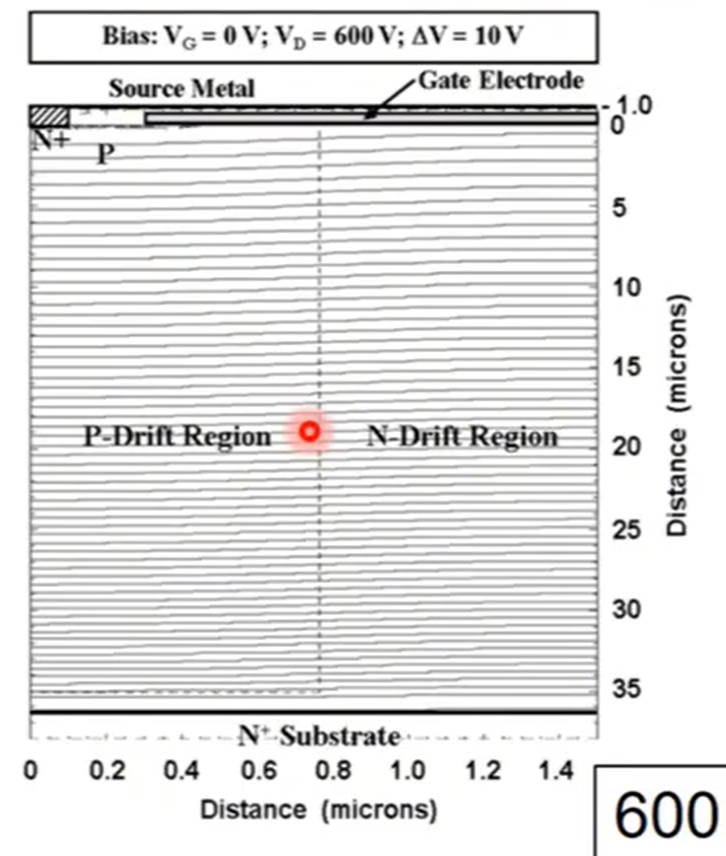 Bias: V_G = 0 V; V_D = 600 V; ΔV = 10 V
Source Metal
Gate Electrode
N+
P
- 1.0
0
5
10
15
20
25
30
35
Distance (microns)
P-Drift Region
N-Drift Region
N⁺ Substrate
0 0.2 0.4 0.6 0.8 1.0 1.2 1.4
Distance (microns)
600